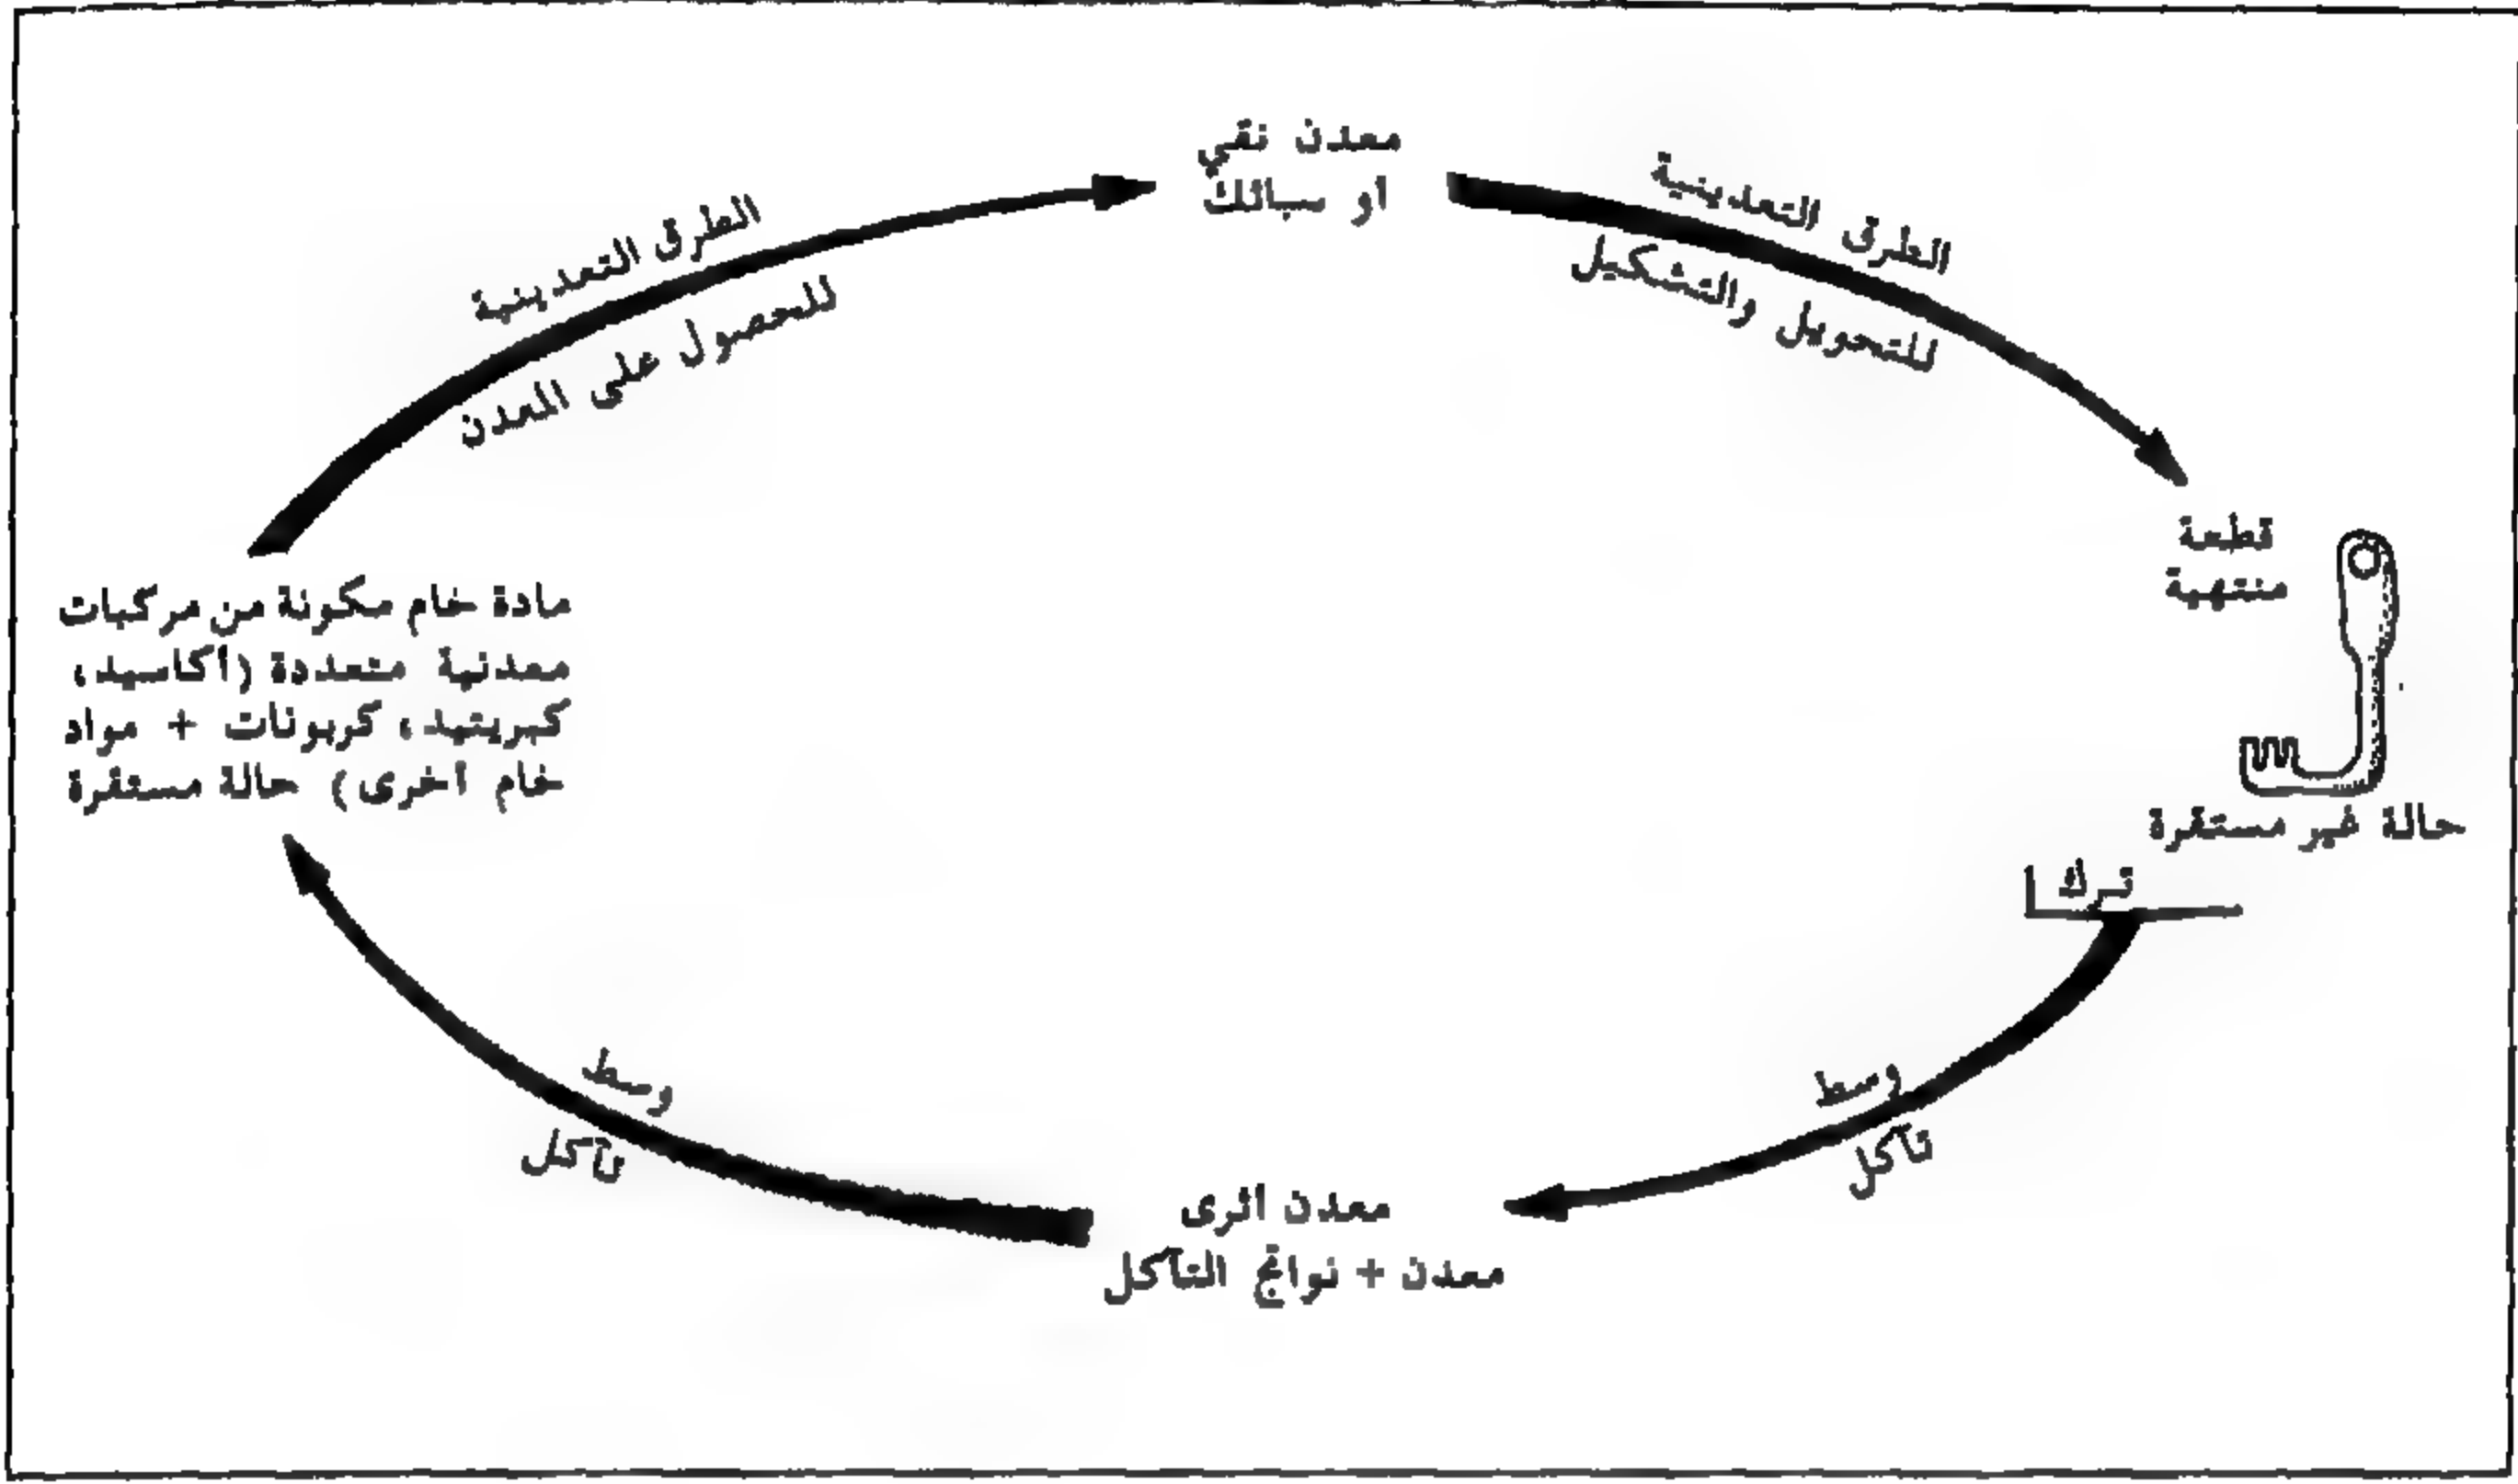 معدن نقي
او سبائك
الطرق التعدينية
للتحويل والتشكيل
الطرق التعدينية
للحصول على المعدن
قطعة
منتهية
حالة غير مستقرة
ترك
مادة خام مكونة من مركبات
معدنية متعددة (أكاسيد،
كبريتيد، كربونات + مواد
خام أخرى) حالة مستقرة
وسط
تآكل
وسط
تآكل
معدن اثرى
معدن + نواتج التآكل